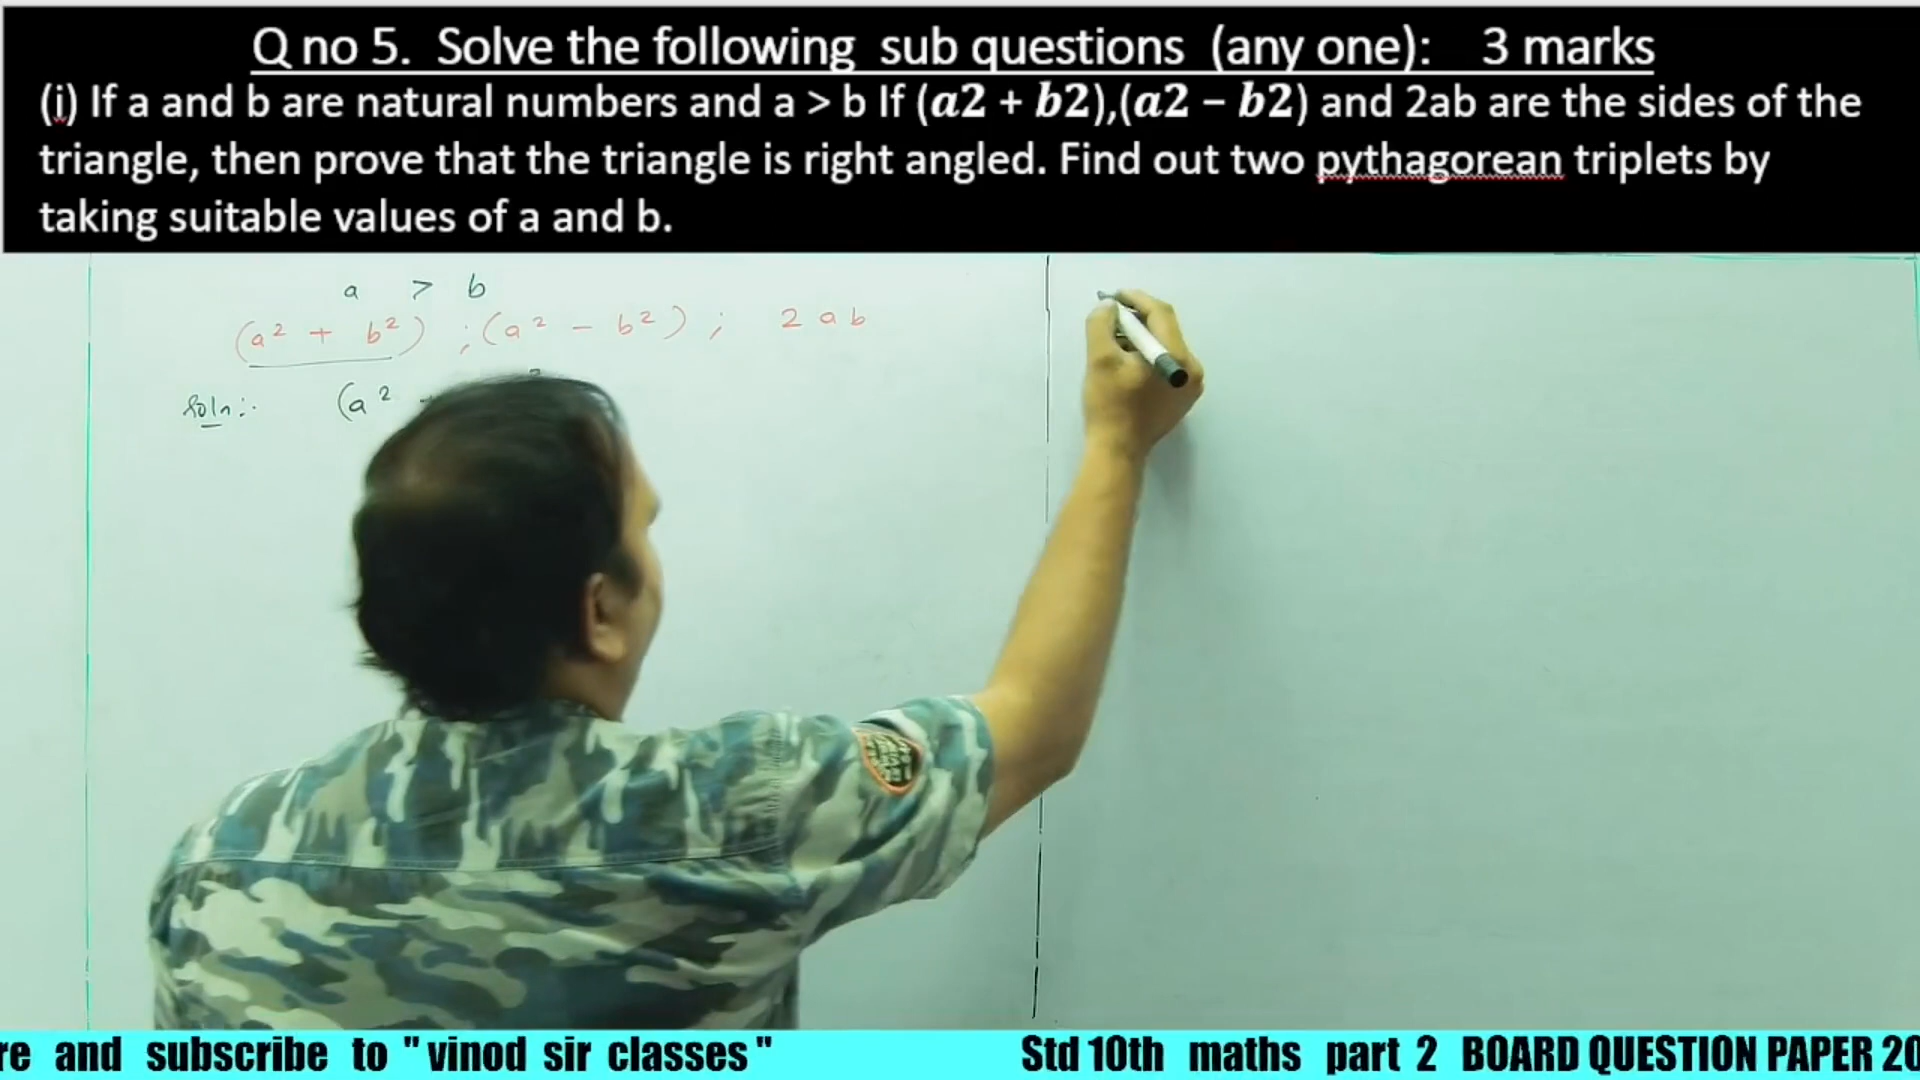 Q no 5. Solve the following sub questions (any one): 3 marks
(i) If a and b are natural numbers and a > b If (a2 + b2),(a2 – b2) and 2ab are the sides of the
triangle, then prove that the triangle is right angled. Find out two pythagorean triplets by
taking suitable values of a and b.
a > b
(a² + b²) ; (a² - b²) ; 2ab
Soln:- (a²
re and subscribe to "vinod sir classes" Std 10th maths part 2 BOARD QUESTION PAPER 20